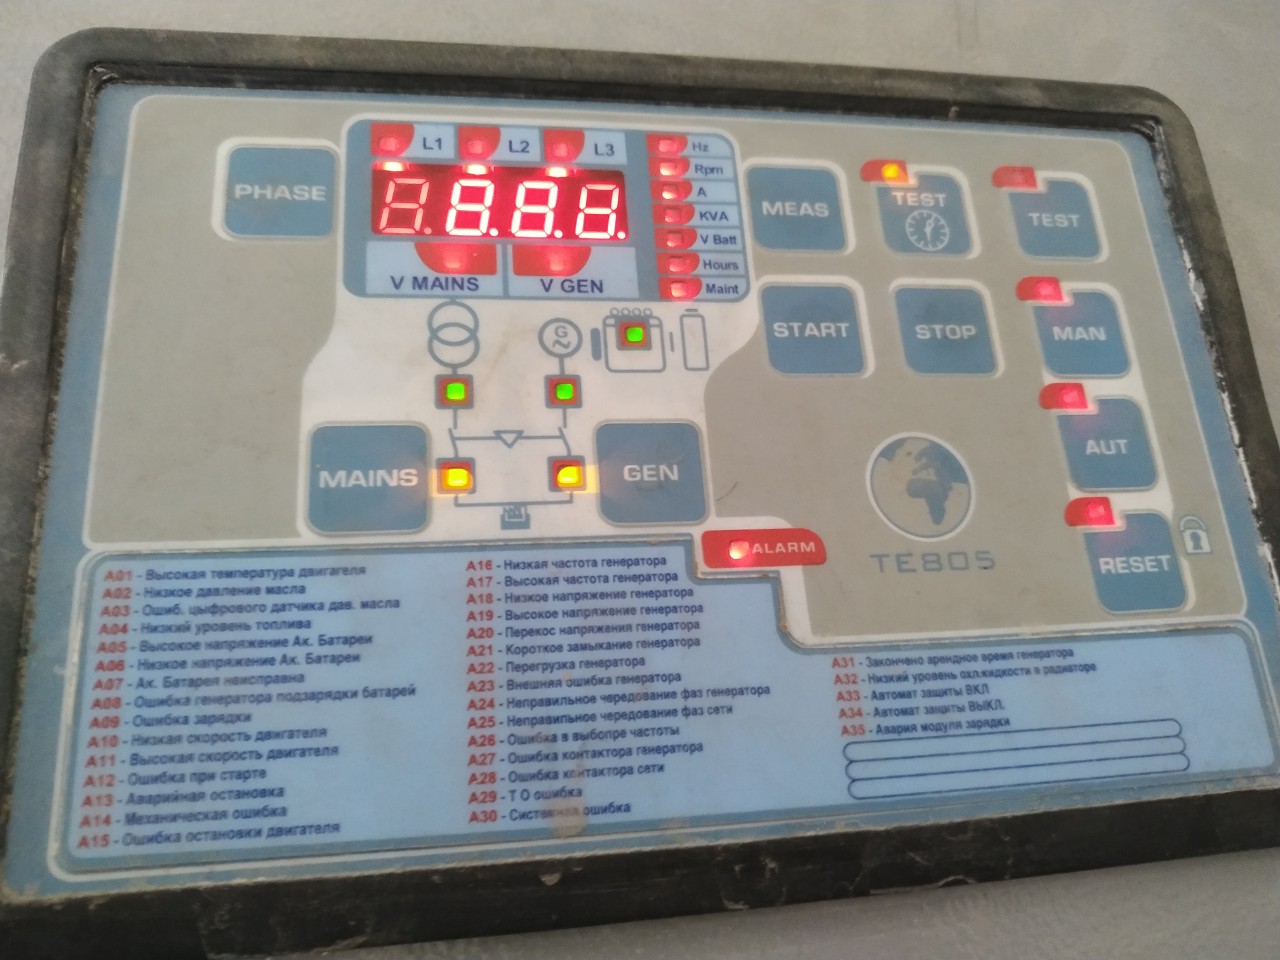 L1 L2 L3
Hz
Rpm
A
KVA
V Batt
Hours
Maint
PHASE
8.8.8.8.
V MAINS
V GEN
MEAS
TEST
TEST
START
STOP
MAN
G
AUT
MAINS
GEN
RESET
ALARM
TE805
A01 - Высокая температура двигателя
A02 - Низкое давление масла
A03 - Ошиб. цыфрового датчика дав. масла
A04 - Низкий уровень топлива
A05 - Высокое напряжение Ак. Батареи
A06 - Низкое напряжение Ак. Батареи
A07 - Ак. Батарея неисправна
A08 - Ошибка генератора подзарядки батарей
A09 - Ошибка зарядки
A10 - Низкая скорость двигателя
A11 - Высокая скорость двигателя
A12 - Ошибка при старте
A13 - Аварийная остановка
A14 - Механическая ошибка
A15 - Ошибка остановки двигателя
A16 - Низкая частота генератора
A17 - Высокая частота генератора
A18 - Низкое напряжение генератора
A19 - Высокое напряжение генератора
A20 - Перекос напряжения генератора
A21 - Короткое замыкание генератора
A22 - Перегрузка генератора
A23 - Внешняя ошибка генератора
A24 - Неправильное чередование фаз генератора
A25 - Неправильное чередование фаз сети
A26 - Ошибка в выбопре частоты
A27 - Ошибка контактора генератора
A28 - Ошибка контактора сети
A29 - Т О ошибка
A30 - Системная ошибка
A31 - Закончено арендное время генератора
A32 - Низкий уровень охл.жидкости в радиаторе
A33 - Автомат защиты ВКЛ
A34 - Автомат защиты ВЫКЛ.
A35 - Авария модуля зарядки